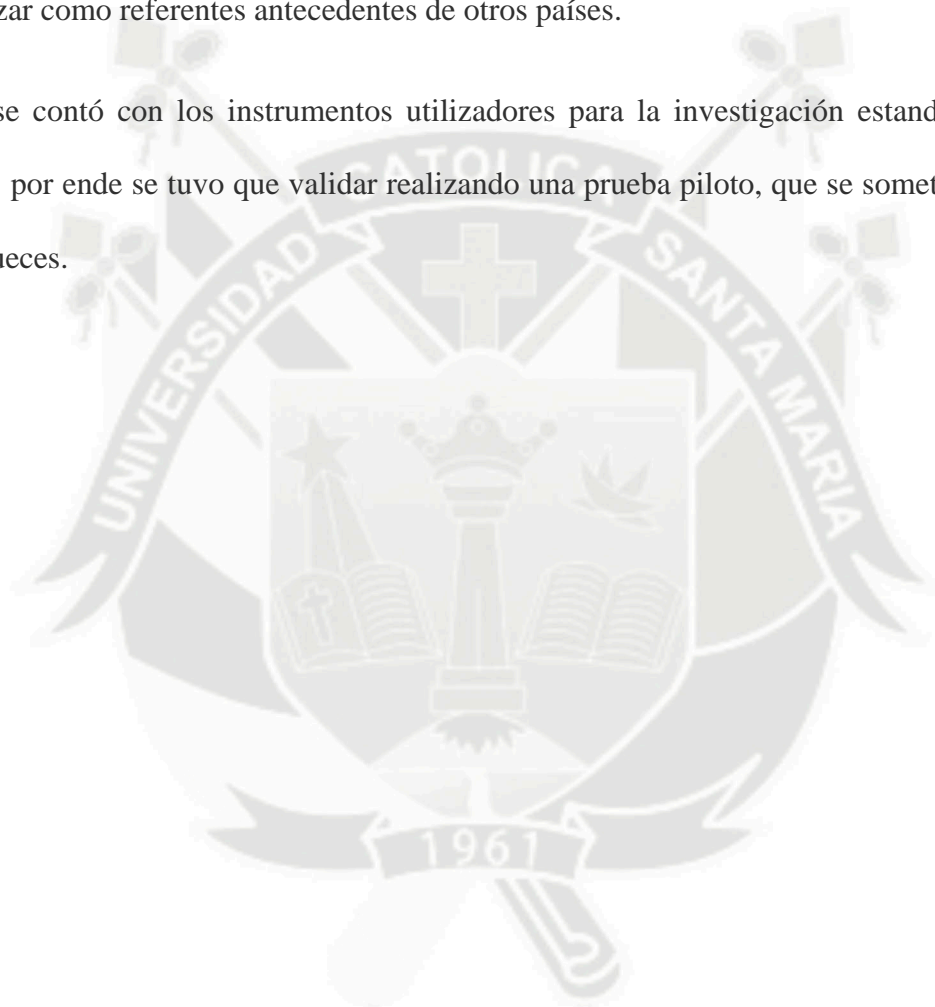 zar como referentes antecedentes de otros países.
se contó con los instrumentos utilizadores para la investigación estand
por ende se tuvo que validar realizando una prueba piloto, que se somet
ueces.
UNIVERSIDAD CATOLICA SANTA MARIA
1961